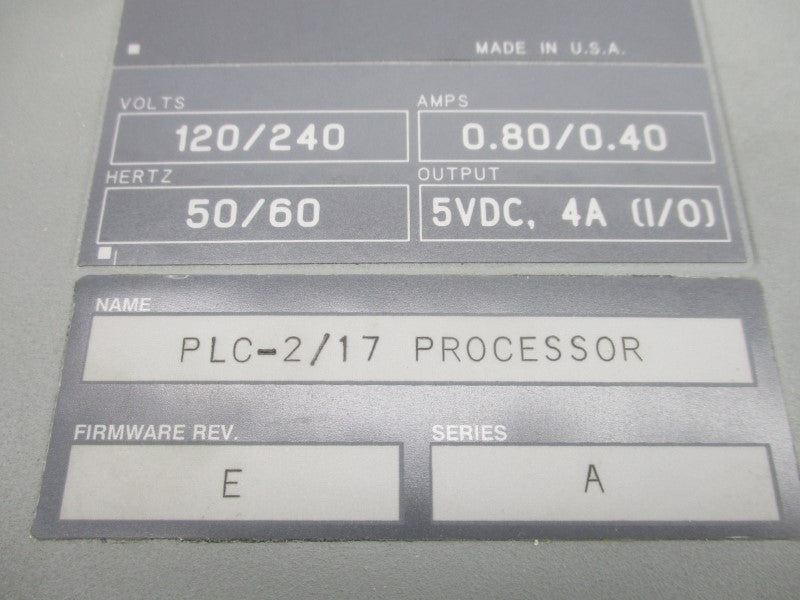 MADE IN U.S.A.
VOLTS AMPS
120/240 0.80/0.40
HERTZ OUTPUT
50/60 5VDC, 4A (I/O)
NAME
PLC-2/17 PROCESSOR
FIRMWARE REV. SERIES
E A